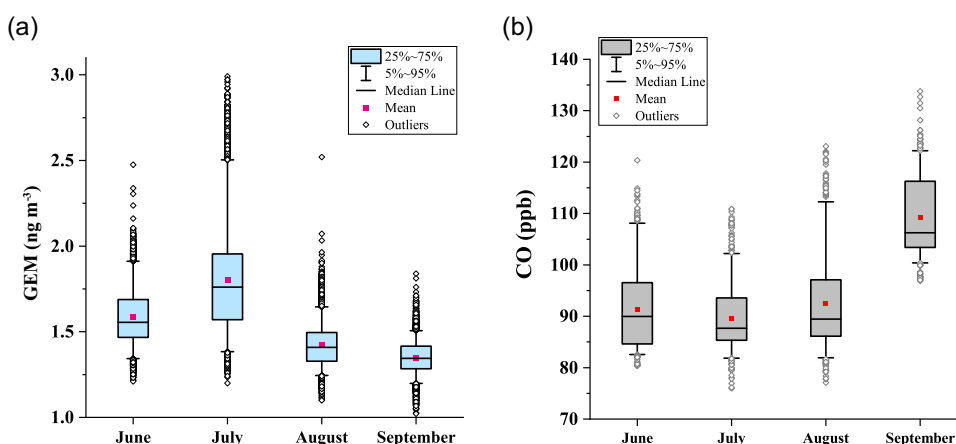 (a)
25%~75%
5%~95%
Median Line
Mean
Outliers
GEM (ng m⁻³)
3.0
2.5
2.0
1.5
1.0
June July August September
(b)
25%~75%
5%~95%
Median Line
Mean
Outliers
CO (ppb)
140
130
120
110
100
90
80
70
June July August September